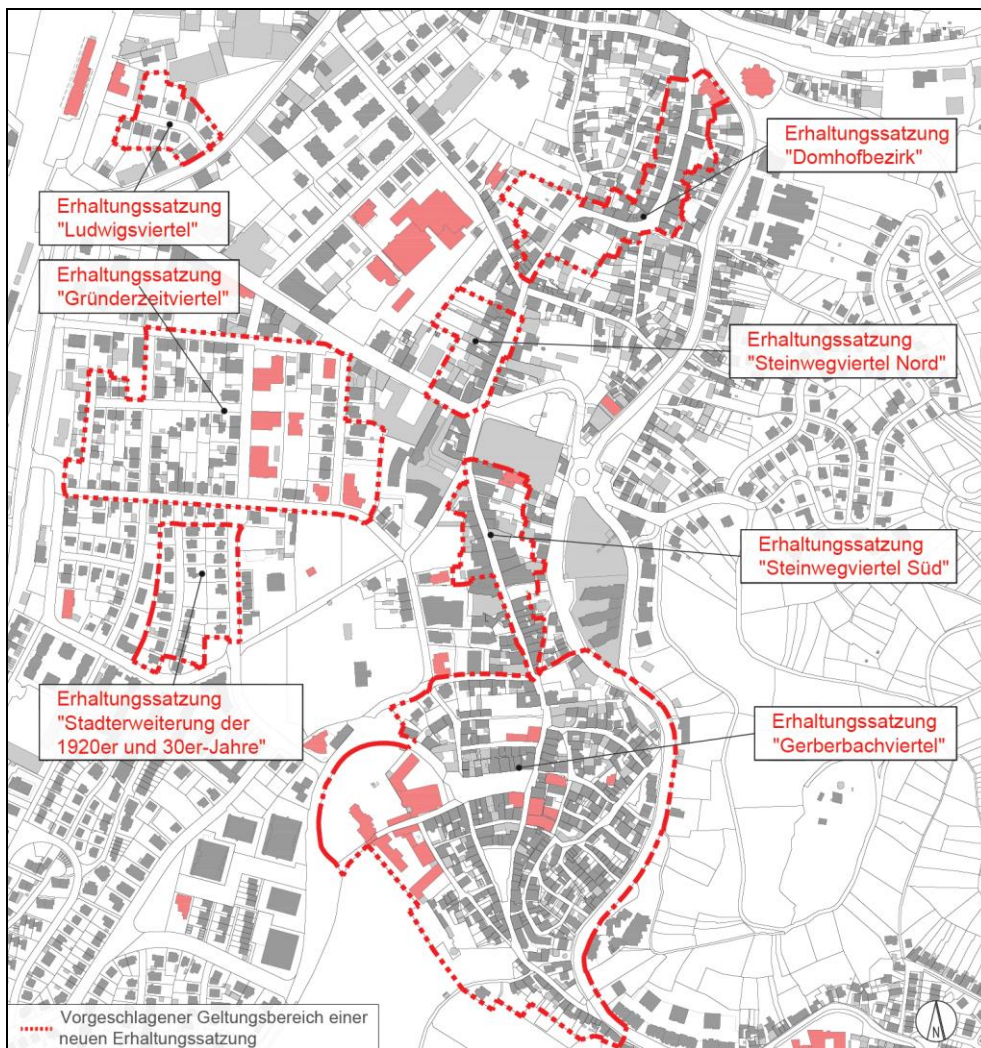 Erhaltungssatzung
"Domhofbezirk"
Erhaltungssatzung
"Ludwigsviertel"
Erhaltungssatzung
"Gründerzeitviertel"
Erhaltungssatzung
"Steinwegviertel Nord"
Erhaltungssatzung
"Steinwegviertel Süd"
Erhaltungssatzung
"Stadterweiterung der
1920er und 30er-Jahre"
Erhaltungssatzung
"Gerberbachviertel"
Vorgeschlagener Geltungsbereich einer
neuen Erhaltungssatzung
N